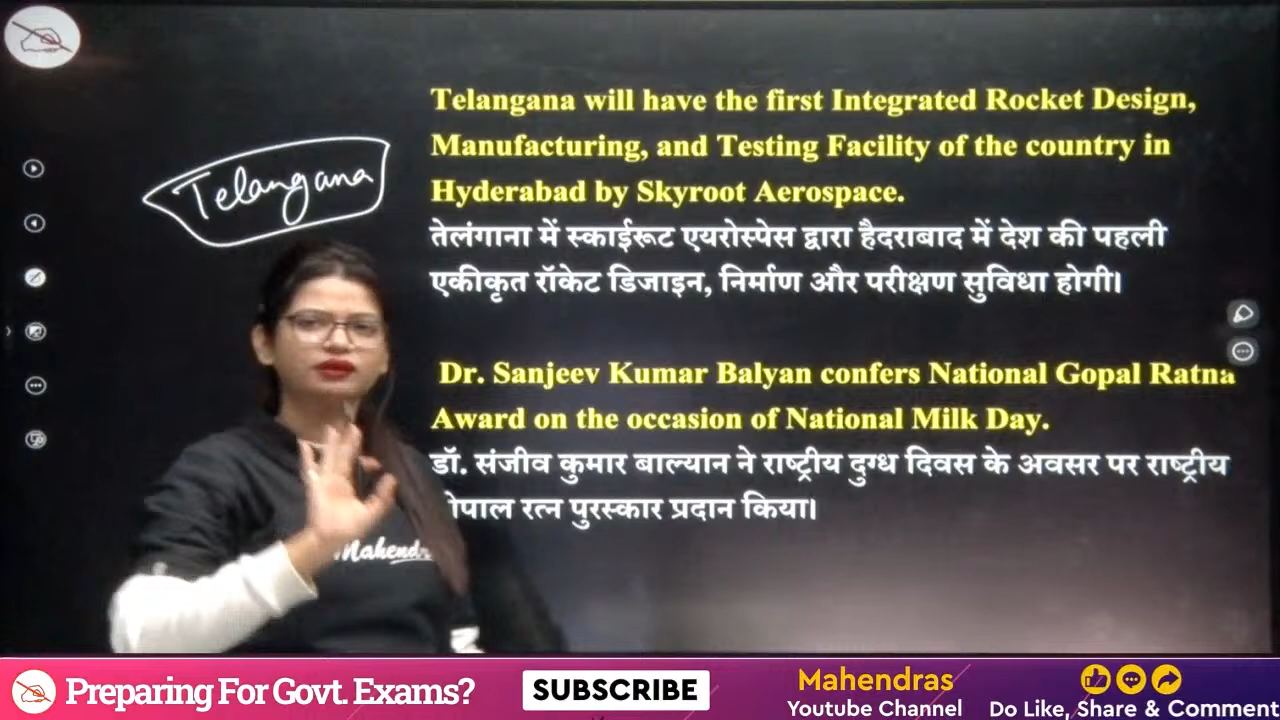 Telangana will have the first Integrated Rocket Design,
Manufacturing, and Testing Facility of the country in
Hyderabad by Skyroot Aerospace.
तेलंगाना में स्काईरूट एयरोस्पेस द्वारा हैदराबाद में देश की पहली
एकीकृत रॉकेट डिजाइन, निर्माण और परीक्षण सुविधा होगी।
Telangana
Dr. Sanjeev Kumar Balyan confers National Gopal Ratna
Award on the occasion of National Milk Day.
डॉ. संजीव कुमार बाल्यान ने राष्ट्रीय दुग्ध दिवस के अवसर पर राष्ट्रीय
ोपाल रत्न पुरस्कार प्रदान किया।
Mahendr
Preparing For Govt. Exams?
SUBSCRIBE
Mahendras
Youtube Channel
Do Like, Share & Comment